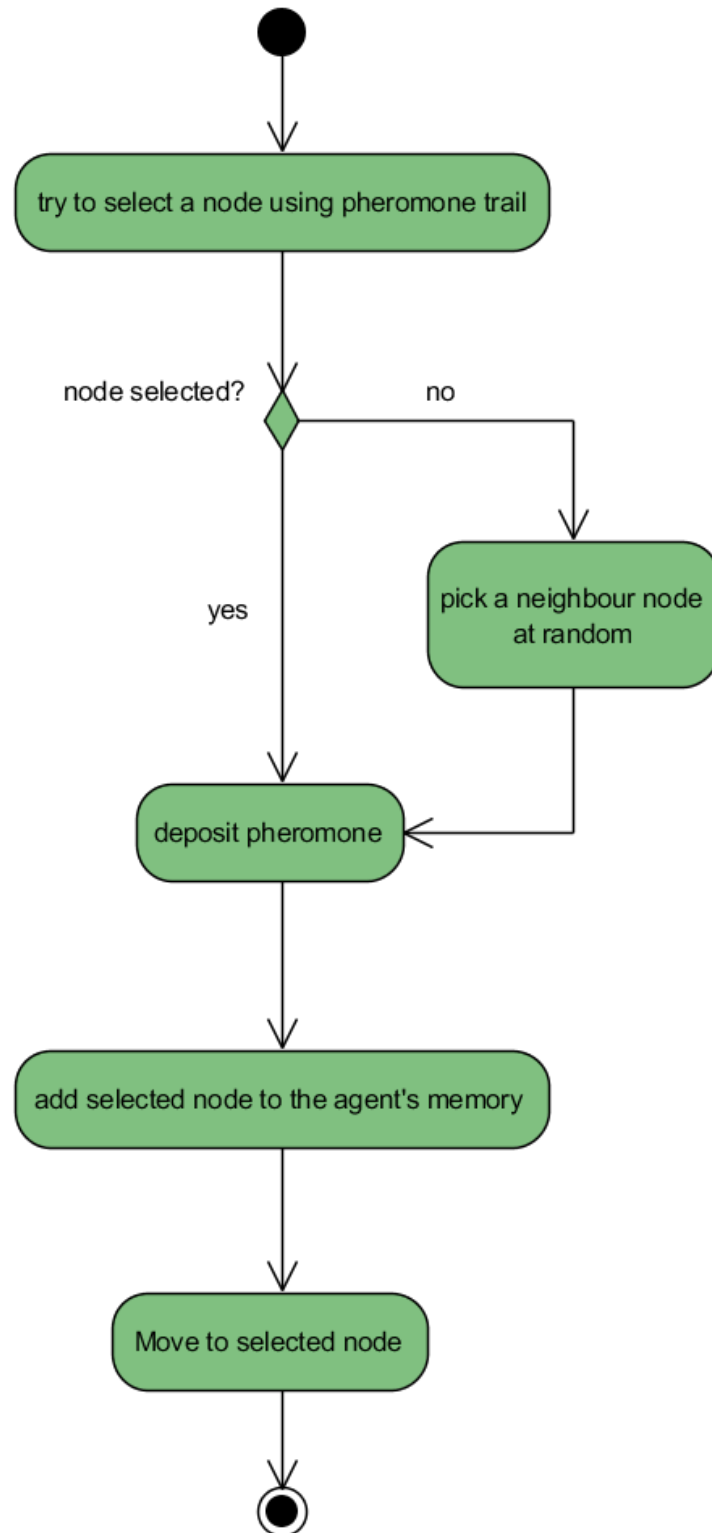 try to select a node using pheromone trail
node selected?
no
pick a neighbour node
at random
yes
deposit pheromone
add selected node to the agent's memory
Move to selected node